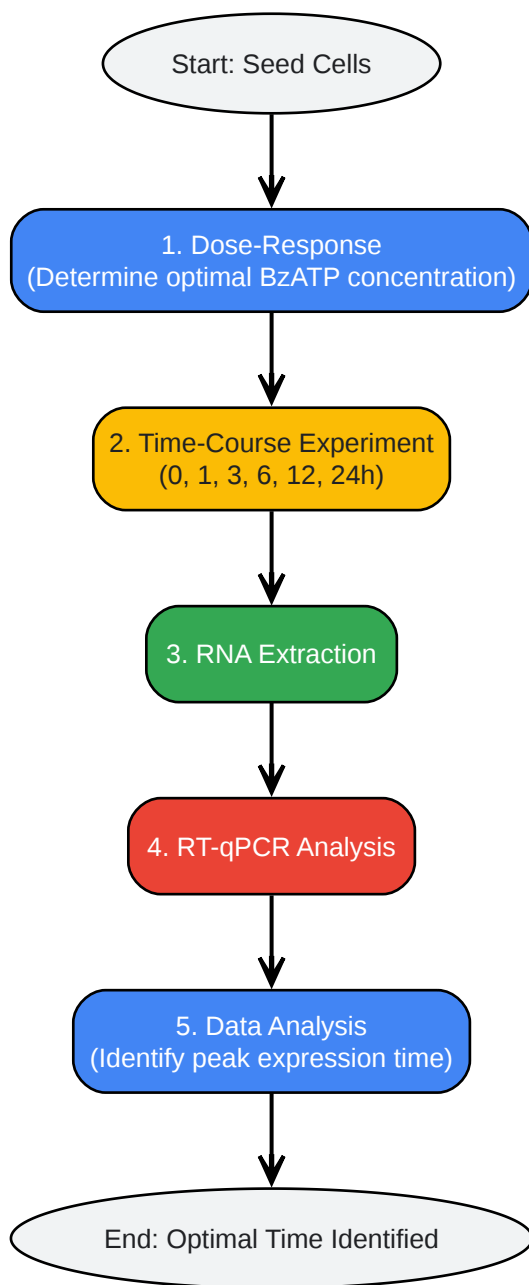 Start: Seed Cells
1. Dose-Response
(Determine optimal BzATP concentration)
2. Time-Course Experiment
(0, 1, 3, 6, 12, 24h)
3. RNA Extraction
4. RT-qPCR Analysis
5. Data Analysis
(Identify peak expression time)
End: Optimal Time Identified